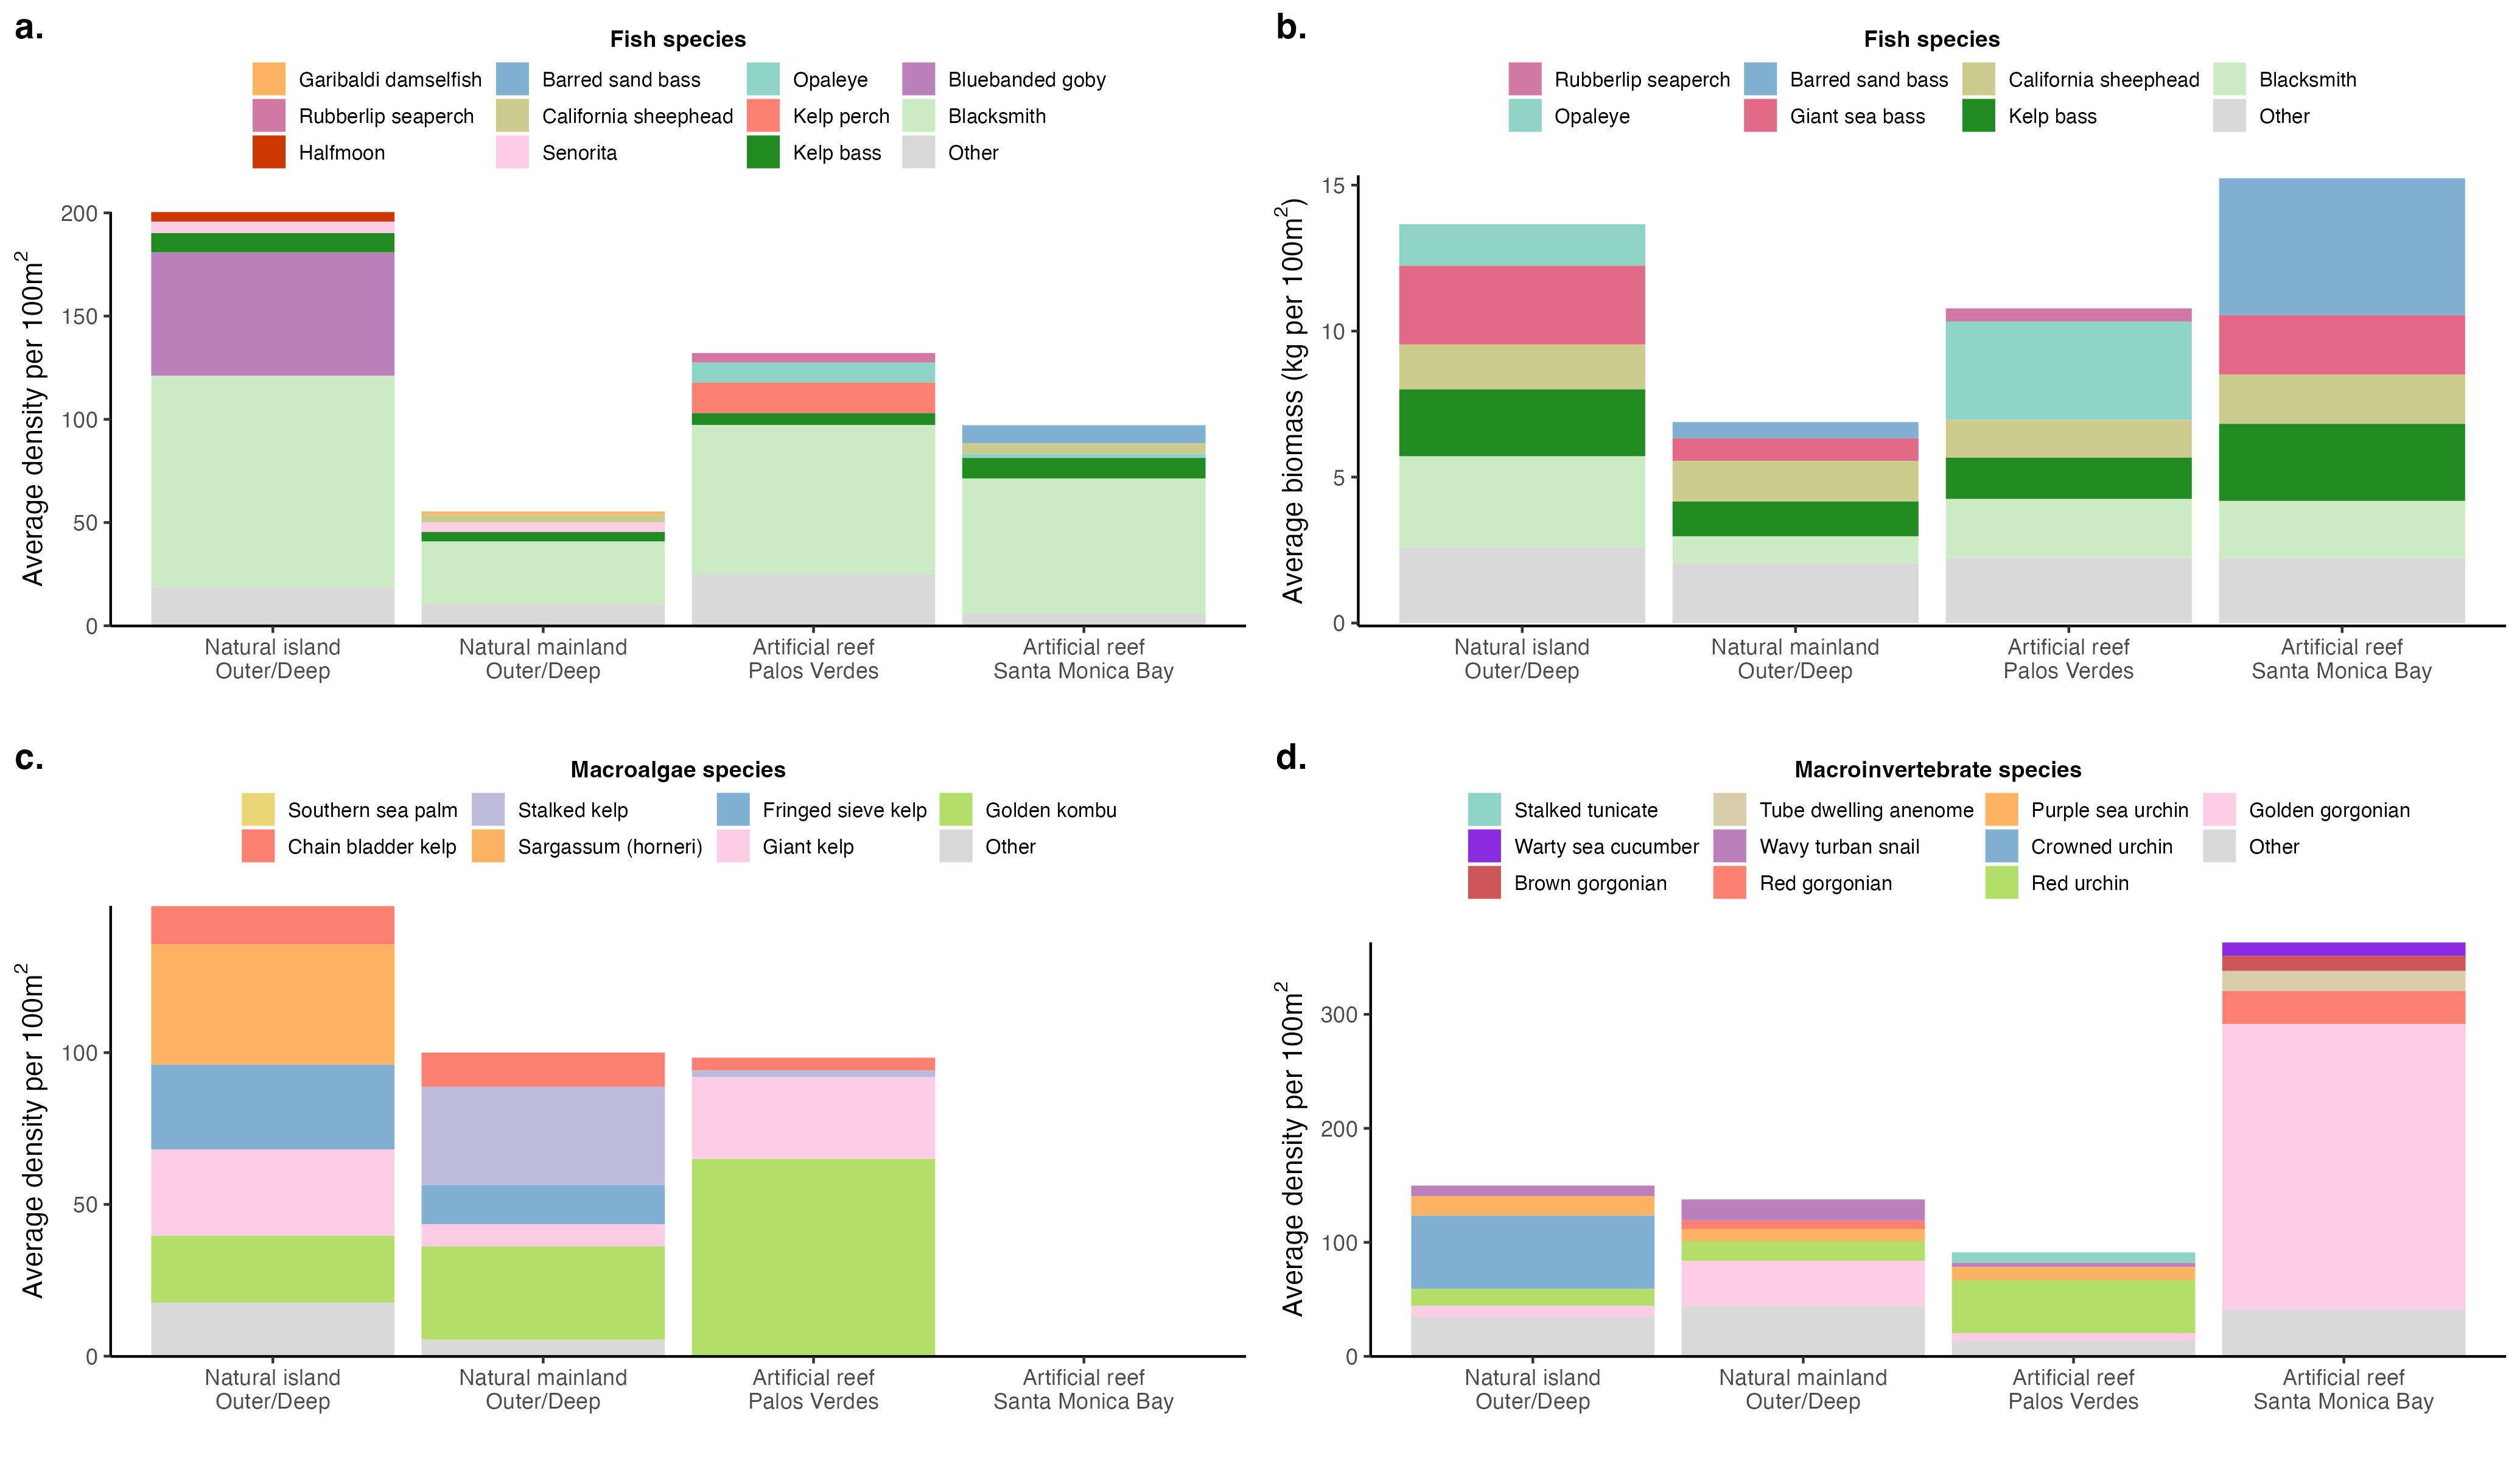 a.
Fish species
Garibaldi damselfish Barred sand bass Opaleye Bluebanded goby
Rubberlip seaperch California sheephead Kelp perch Blacksmith
Halfmoon Senorita Kelp bass Other
Average density per 100m²
200
150
100
50
0
Natural island Natural mainland Artificial reef Artificial reef
Outer/Deep Outer/Deep Palos Verdes Santa Monica Bay
b.
Fish species
Rubberlip seaperch Barred sand bass California sheephead Blacksmith
Opaleye Giant sea bass Kelp bass Other
Average biomass (kg per 100m²)
15
10
5
0
Natural island Natural mainland Artificial reef Artificial reef
Outer/Deep Outer/Deep Palos Verdes Santa Monica Bay
c.
Macroalgae species
Southern sea palm Stalked kelp Fringed sieve kelp Golden kombu
Chain bladder kelp Sargassum (horneri) Giant kelp Other
Average density per 100m²
100
50
0
Natural island Natural mainland Artificial reef Artificial reef
Outer/Deep Outer/Deep Palos Verdes Santa Monica Bay
d.
Macroinvertebrate species
Stalked tunicate Tube dwelling anenome Purple sea urchin Golden gorgonian
Warty sea cucumber Wavy turban snail Crowned urchin Other
Brown gorgonian Red gorgonian Red urchin
Average density per 100m²
300
200
100
0
Natural island Natural mainland Artificial reef Artificial reef
Outer/Deep Outer/Deep Palos Verdes Santa Monica Bay